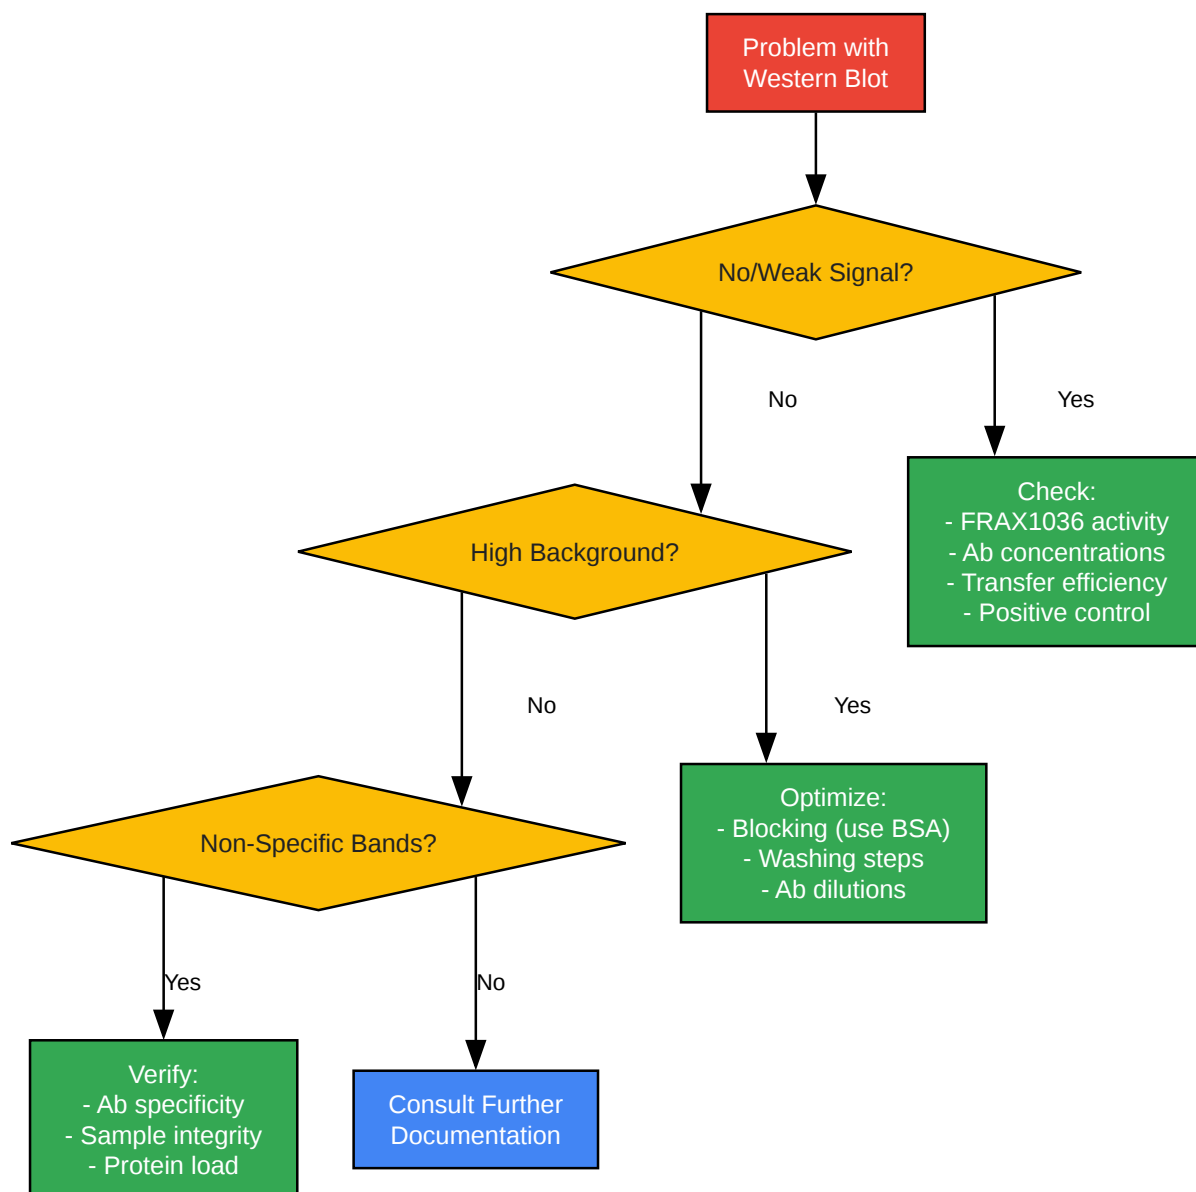 Problem with
Western Blot
No/Weak Signal?
No
Yes
Check:
- FRAX1036 activity
- Ab concentrations
- Transfer efficiency
- Positive control
High Background?
No
Yes
Optimize:
- Blocking (use BSA)
- Washing steps
- Ab dilutions
Non-Specific Bands?
Yes
No
Verify:
- Ab specificity
- Sample integrity
- Protein load
Consult Further
Documentation